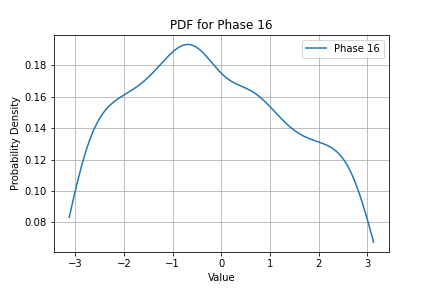 PDF for Phase 16
Phase 16
Probability Density
0.18
0.16
0.14
0.12
0.10
0.08
−3 −2 −1 0 1 2 3
Value